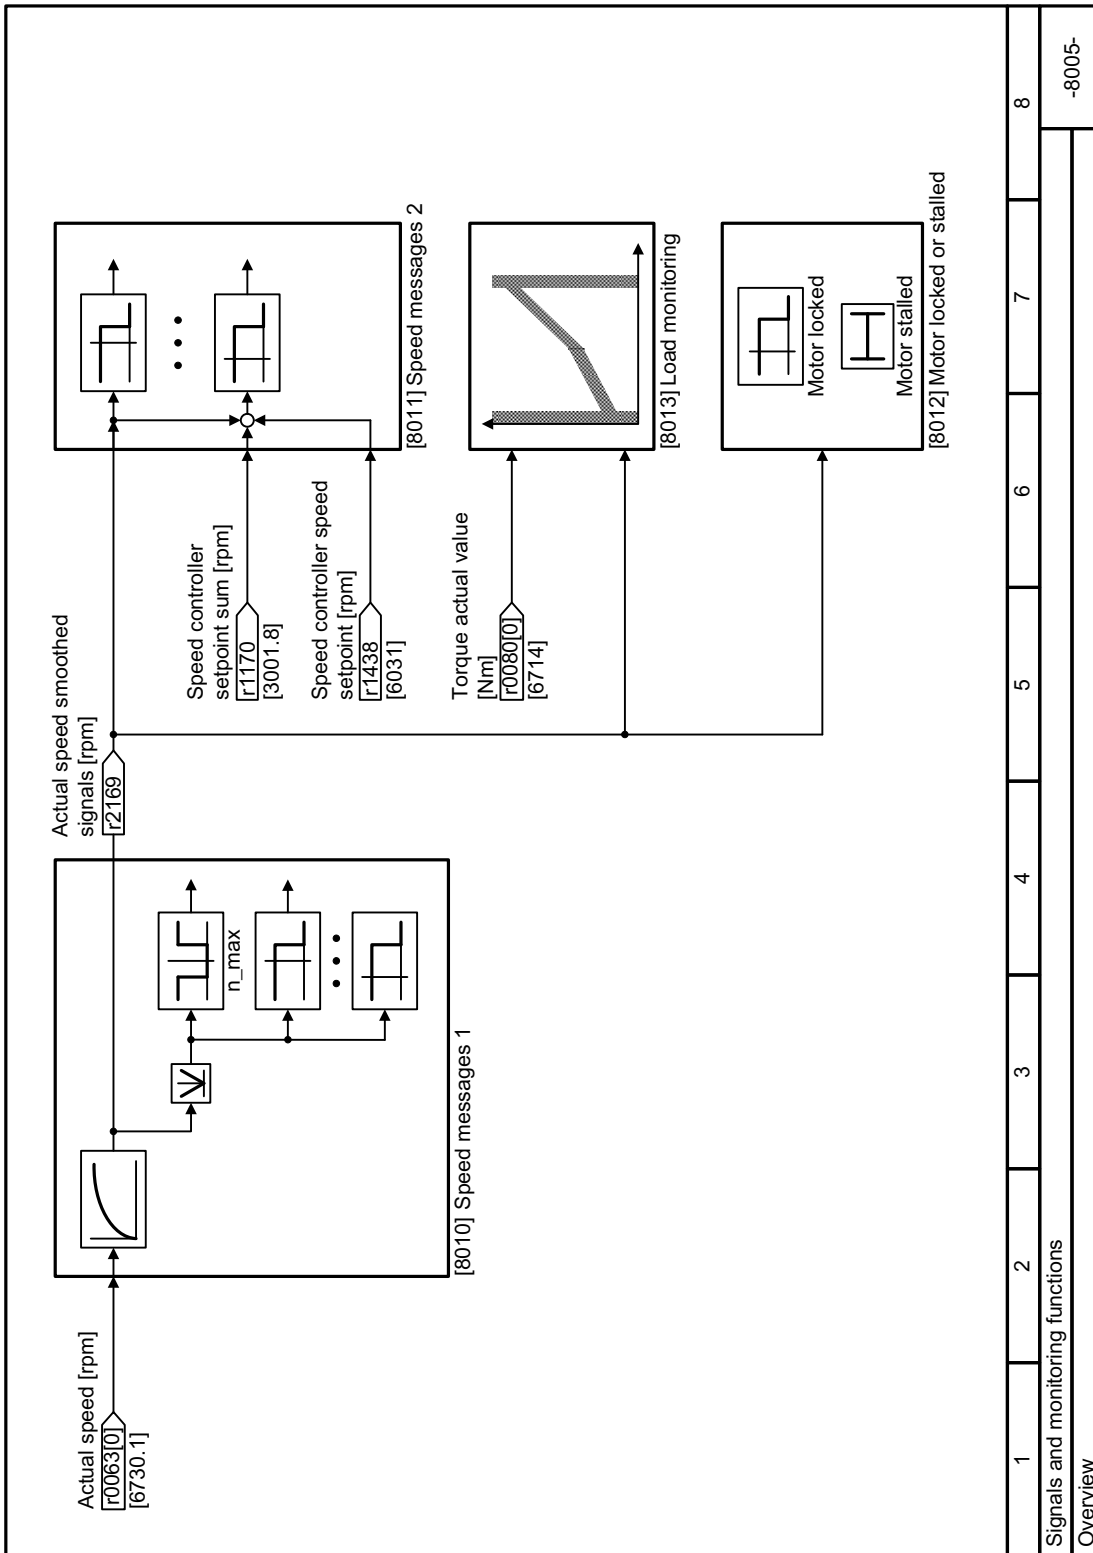 Actual speed [rpm]
r0063[0]
[6730.1]
[8010] Speed messages 1
n_max
Actual speed smoothed
signals [rpm]
r2169
Speed controller
setpoint sum [rpm]
r1170
[3001.8]
Speed controller speed
setpoint [rpm]
r1438
[6031]
[8011] Speed messages 2
Torque actual value
[Nm]
r0080[0]
[6714]
[8013] Load monitoring
Motor locked
Motor stalled
[8012] Motor locked or stalled
1 2 3 4 5 6 7 8
Signals and monitoring functions
-8005-
Overview